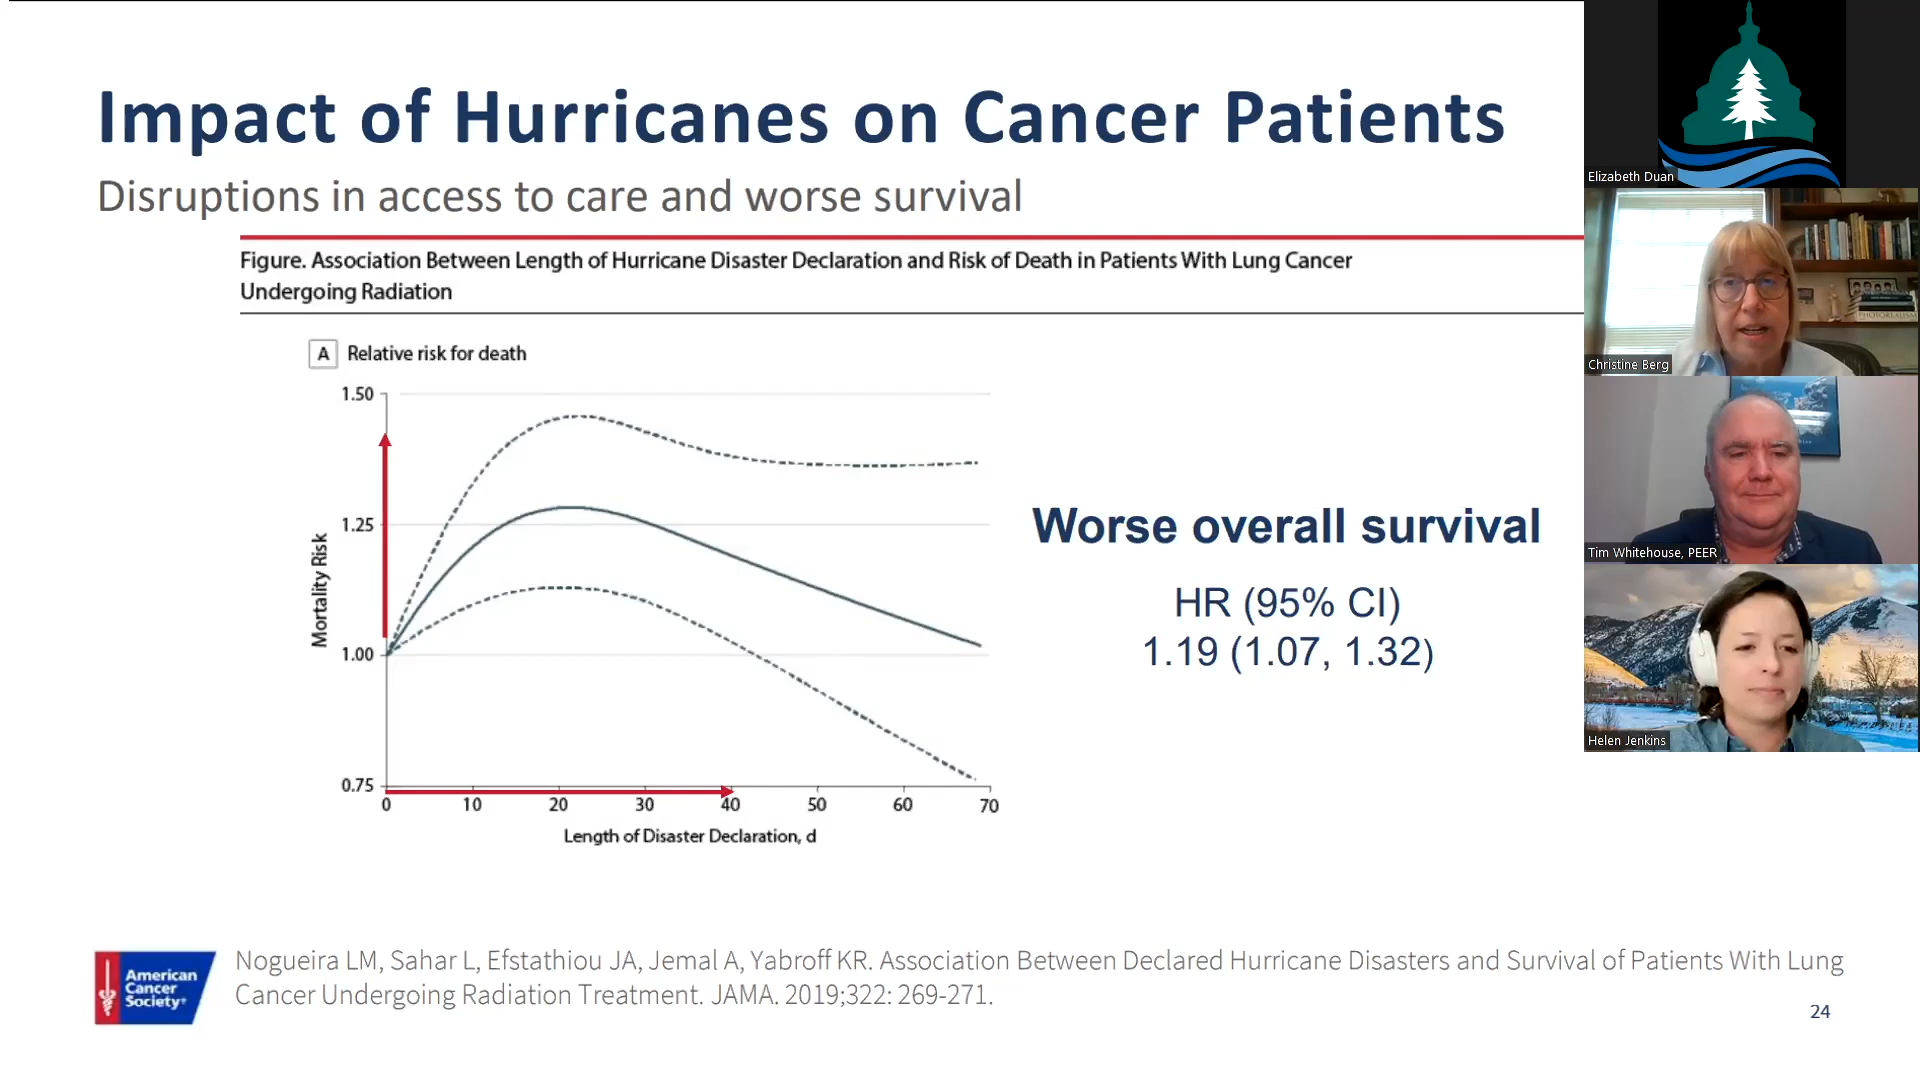 Impact of Hurricanes on Cancer Patients
Disruptions in access to care and worse survival
Figure. Association Between Length of Hurricane Disaster Declaration and Risk of Death in Patients With Lung Cancer
Undergoing Radiation
A Relative risk for death
1.50
1.25
1.00
0.75
Mortality Risk
0 10 20 30 40 50 60 70
Length of Disaster Declaration, d
Worse overall survival
HR (95% CI)
1.19 (1.07, 1.32)
American
Cancer
Society®
Nogueira LM, Sahar L, Efstathiou JA, Jemal A, Yabroff KR. Association Between Declared Hurricane Disasters and Survival of Patients With Lung
Cancer Undergoing Radiation Treatment. JAMA. 2019;322: 269-271.
24
Elizabeth Duan
PHOTOREALISM
Christine Berg
Tim Whitehouse, PEER
Helen Jenkins